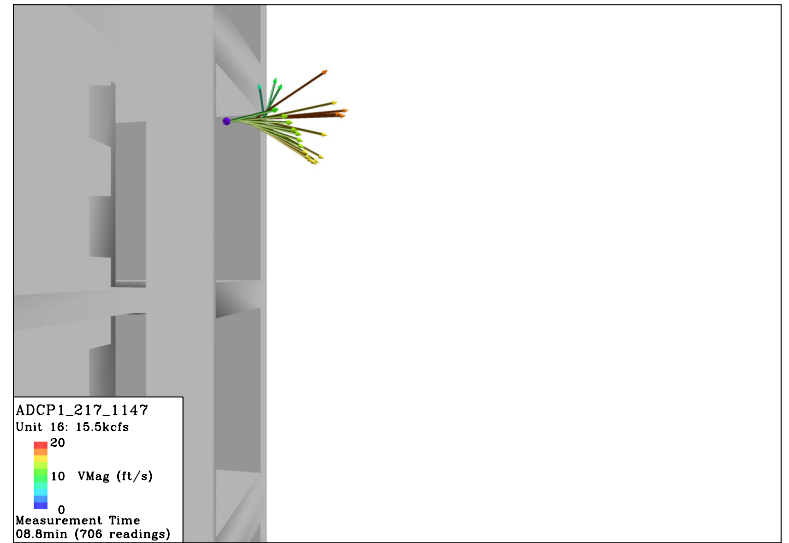 ADCP1_217_1147
Unit 16: 15.5kcfs
20
10 VMag (ft/s)
0
Measurement Time
08.8min (706 readings)